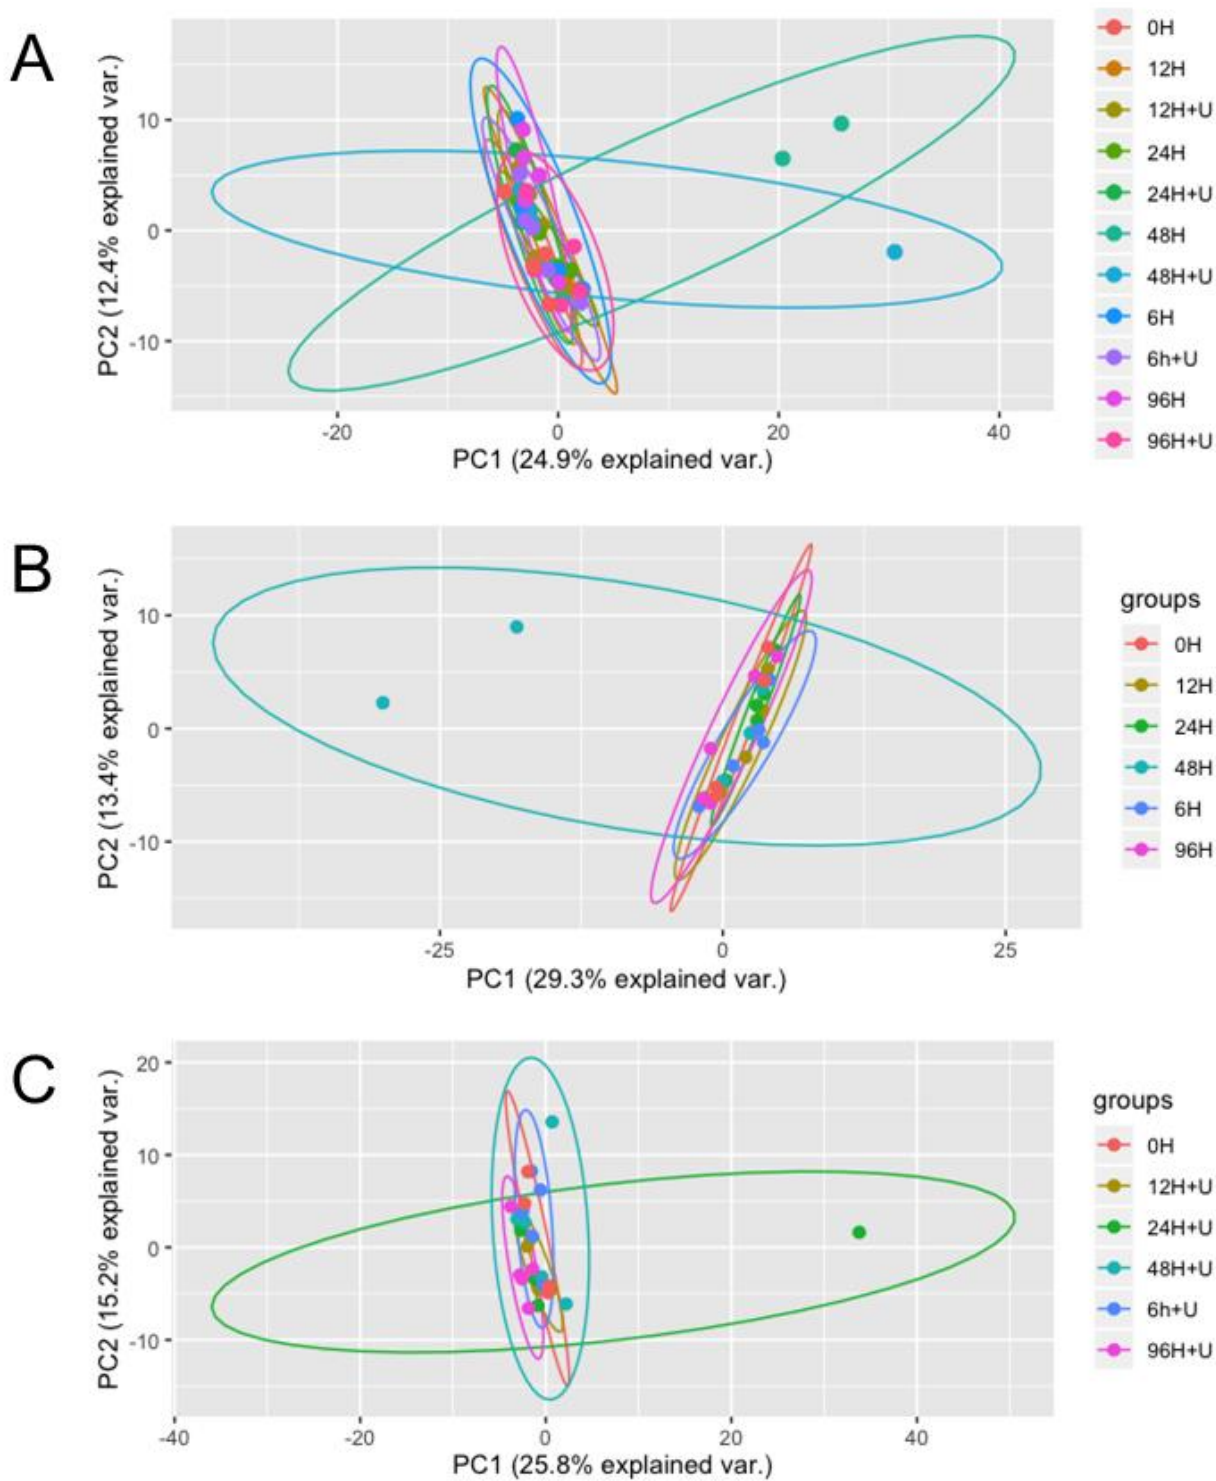 A
PC2 (12.4% explained var.)
10
0
-10
-20
0
20
40
PC1 (24.9% explained var.)
0H
12H
12H+U
24H
24H+U
48H
48H+U
6H
6h+U
96H
96H+U
B
PC2 (13.4% explained var.)
10
0
-10
-25
0
25
PC1 (29.3% explained var.)
groups
0H
12H
24H
48H
6H
96H
C
PC2 (15.2% explained var.)
20
10
0
-10
-40
-20
0
20
40
PC1 (25.8% explained var.)
groups
0H
12H+U
24H+U
48H+U
6h+U
96H+U